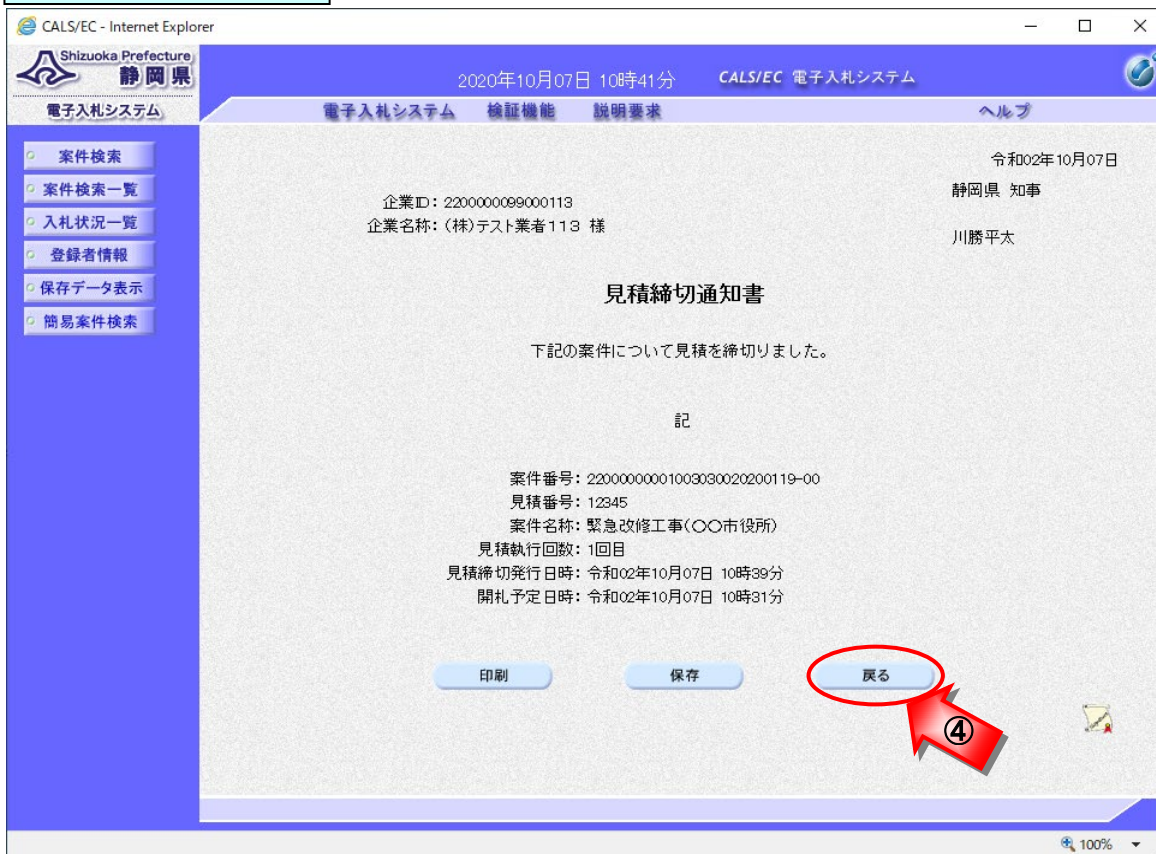 CALS/EC - Internet Explorer
Shizuoka Prefecture
静岡県
2020年10月07日 10時41分
CALS/EC 電子入札システム
電子入札システム
電子入札システム 検証機能 説明要求 ヘルプ
案件検索
案件検索一覧
入札状況一覧
登録者情報
保存データ表示
簡易案件検索
令和02年10月07日
静岡県 知事
企業ID: 2200000099000113
企業名称: (株)テスト業者113 様
川勝平太
見積締切通知書
下記の案件について見積を締切りました。
記
案件番号: 2200000000100303002020​0119-00
見積番号: 12345
案件名称: 緊急改修工事(〇〇市役所)
見積執行回数: 1回目
見積締切発行日時: 令和02年10月07日 10時39分
開札予定日時: 令和02年10月07日 10時31分
印刷 保存 戻る
④
100%